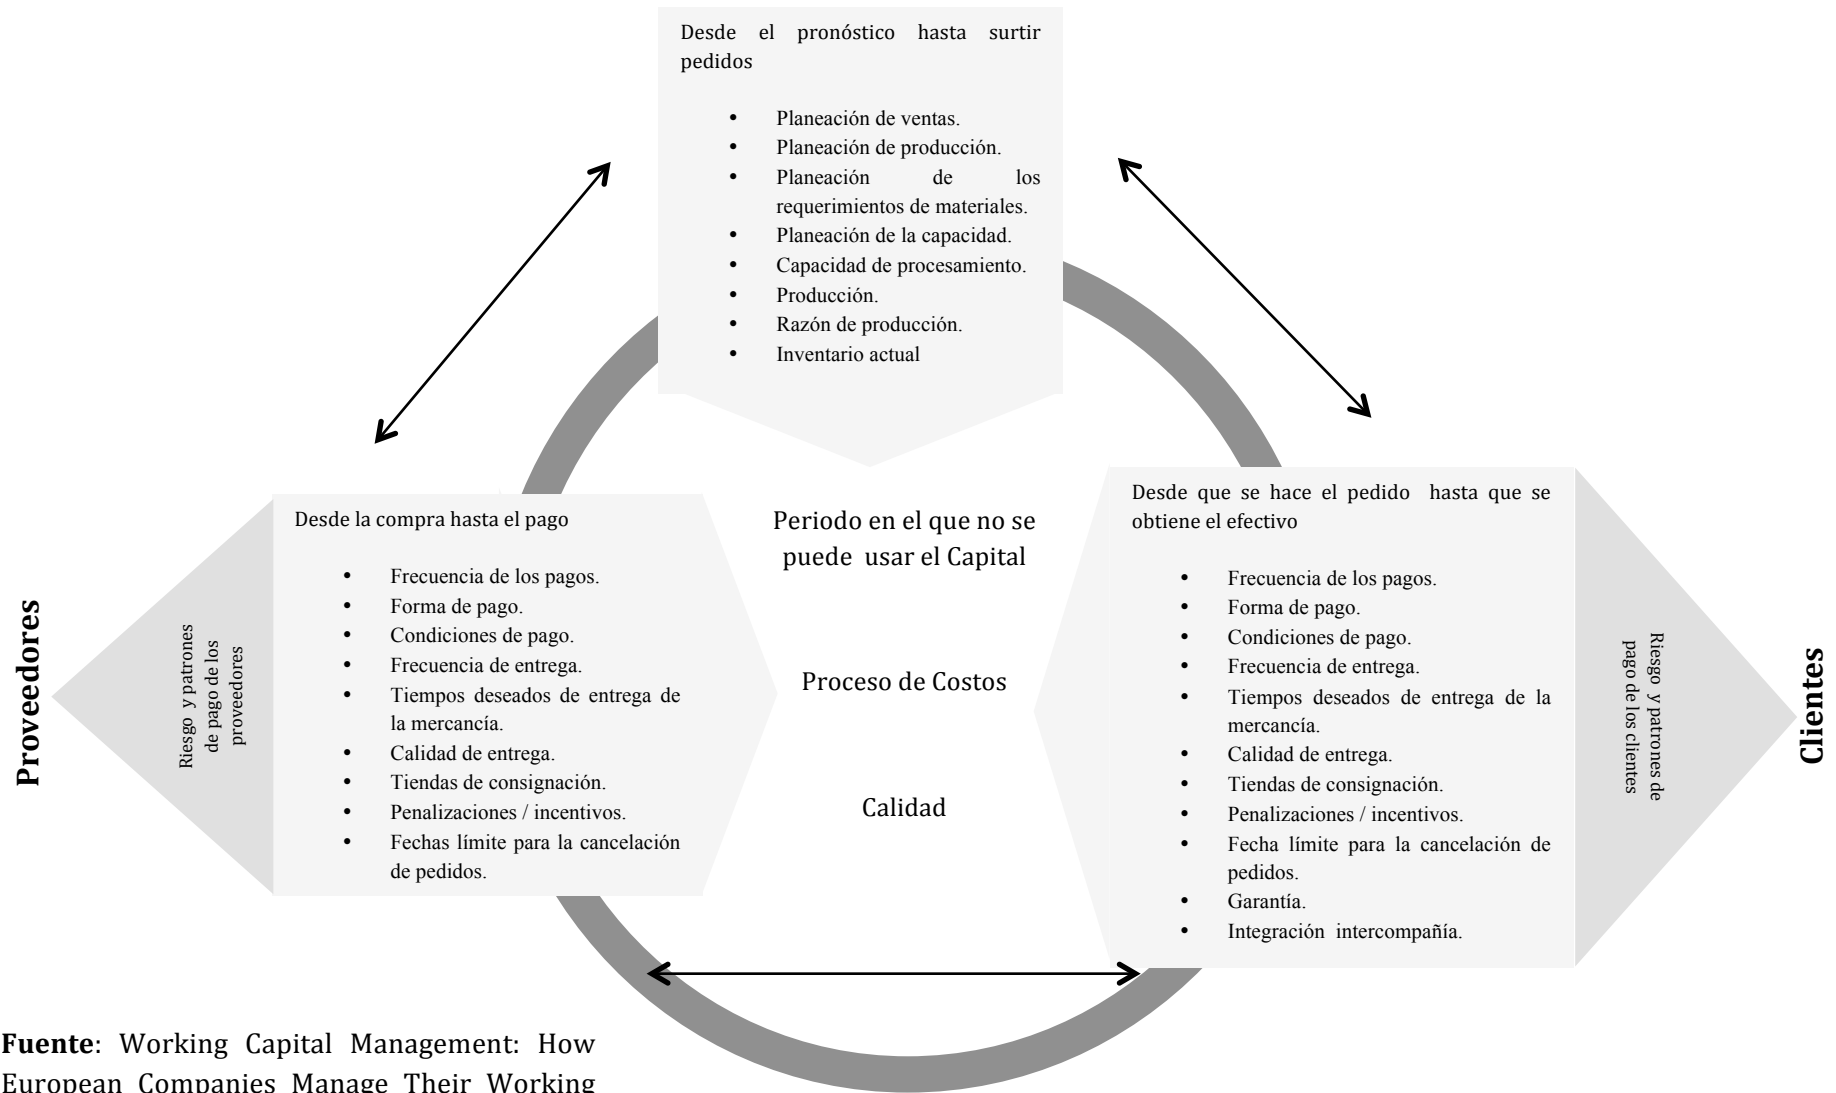 Desde el pronóstico hasta surtir
pedidos
• Planeación de ventas.
• Planeación de producción.
• Planeación de los
requerimientos de materiales.
• Planeación de la capacidad.
• Capacidad de procesamiento.
• Producción.
• Razón de producción.
• Inventario actual
Proveedores
Riesgo y patrones
de pago de los
proveedores
Desde la compra hasta el pago
• Frecuencia de los pagos.
• Forma de pago.
• Condiciones de pago.
• Frecuencia de entrega.
• Tiempos deseados de entrega de
la mercancía.
• Calidad de entrega.
• Tiendas de consignación.
• Penalizaciones / incentivos.
• Fechas límite para la cancelación
de pedidos.
Periodo en el que no se
puede usar el Capital
Proceso de Costos
Calidad
Desde que se hace el pedido hasta que se
obtiene el efectivo
• Frecuencia de los pagos.
• Forma de pago.
• Condiciones de pago.
• Frecuencia de entrega.
• Tiempos deseados de entrega de la
mercancía.
• Calidad de entrega.
• Tiendas de consignación.
• Penalizaciones / incentivos.
• Fecha límite para la cancelación de
pedidos.
• Garantía.
• Integración intercompañía.
Riesgo y patrones de
pago de los clientes
Clientes
Fuente: Working Capital Management: How
European Companies Manage Their Working